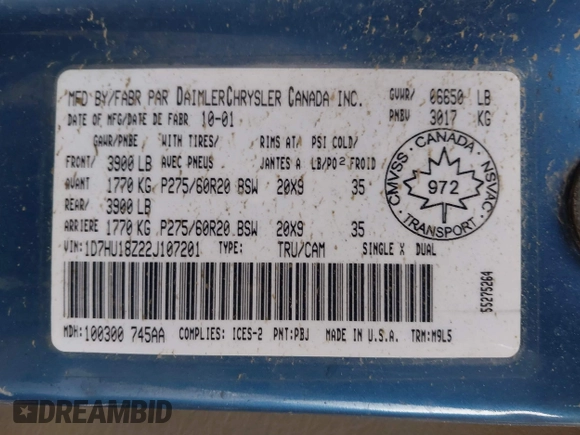 MFD BY/FABR PAR DAIMLERCHRYSLER CANADA INC.
GVWR/ 06650 LB
DATE OF MFG/DATE DE FABR 10-01
PNBV 3017 KG
GAWR/PNBE WITH TIRES/ RIMS AT/ PSI COLD/
FRONT/ 3900 LB AVEC PNEUS JANTES A LB/PO2 FROID
AVANT 1770 KG P275/60R20 BSW 20X9 35
REAR/ 3900 LB
ARRIERE 1770 KG P275/60R20 BSW 20X9 35
VIN:1D7HU18Z22J107201 TYPE: TRU/CAM SINGLE X DUAL
CMVSS · CANADA · NSVAC
972
· TRANSPORT ·
55275264
MDH:100300 745AA COMPLIES: ICES-2 PNT:PBJ MADE IN U.S.A. TRM:M9L5
DREAMBID